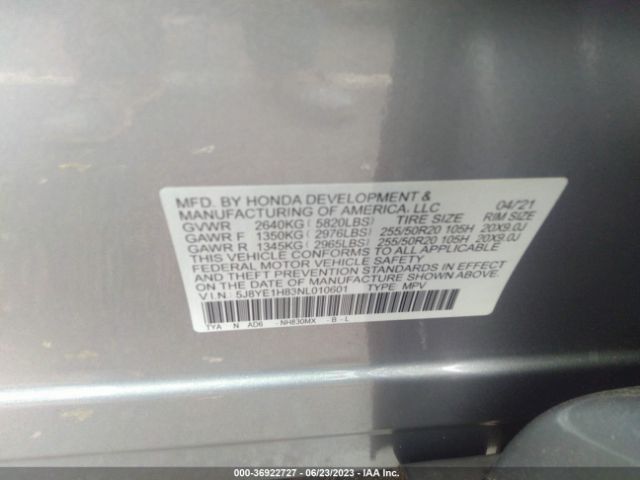 MFD. BY HONDA DEVELOPMENT &
MANUFACTURING OF AMERICA, LLC 04/'21
GVWR 2640KG ( 5820LBS) TIRE SIZE RIM SIZE
GAWR F 1350KG ( 2976LBS) 255/50R20 105H 20X9.0J
GAWR R 1345KG ( 2965LBS) 255/50R20 105H 20X9.0J
THIS VEHICLE CONFORMS TO ALL APPLICABLE
FEDERAL MOTOR VEHICLE SAFETY
STANDARDS IN EFFECT
ON THE DATE OF MANUFACTURE SHOWN ABOVE.
V.I.N.: 5J8YE1H83NL010601 TYPE: MPV
TYA N AD6 - NH830MX - B - L
000-36922727 - 06/23/2023 - IAA Inc.